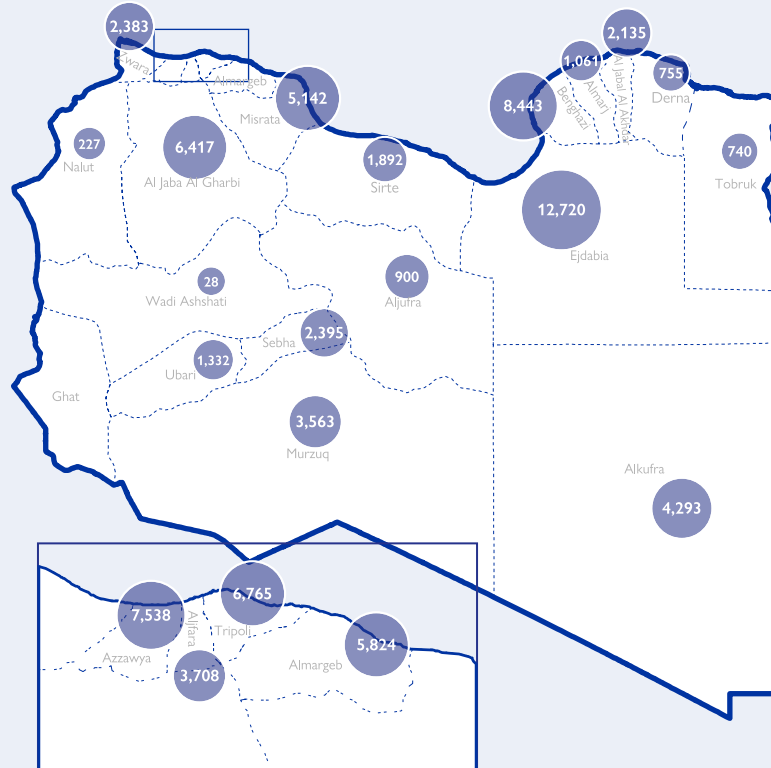 2,383
Zwara
Almargeb
5,142
Misrata
227
Nalut
6,417
Al Jaba Al Gharbi
1,892
Sirte
8,443
Benghazi
1,061
Almarj
2,135
Al Jabal Al Akhdar
755
Derna
740
Tobruk
12,720
Ejdabia
28
Wadi Ashshati
900
Aljufra
2,395
Sebha
1,332
Ubari
Ghat
3,563
Murzuq
Alkufra
4,293
7,538
Azzawya
Aljfara
6,765
Tripoli
3,708
5,824
Almargeb